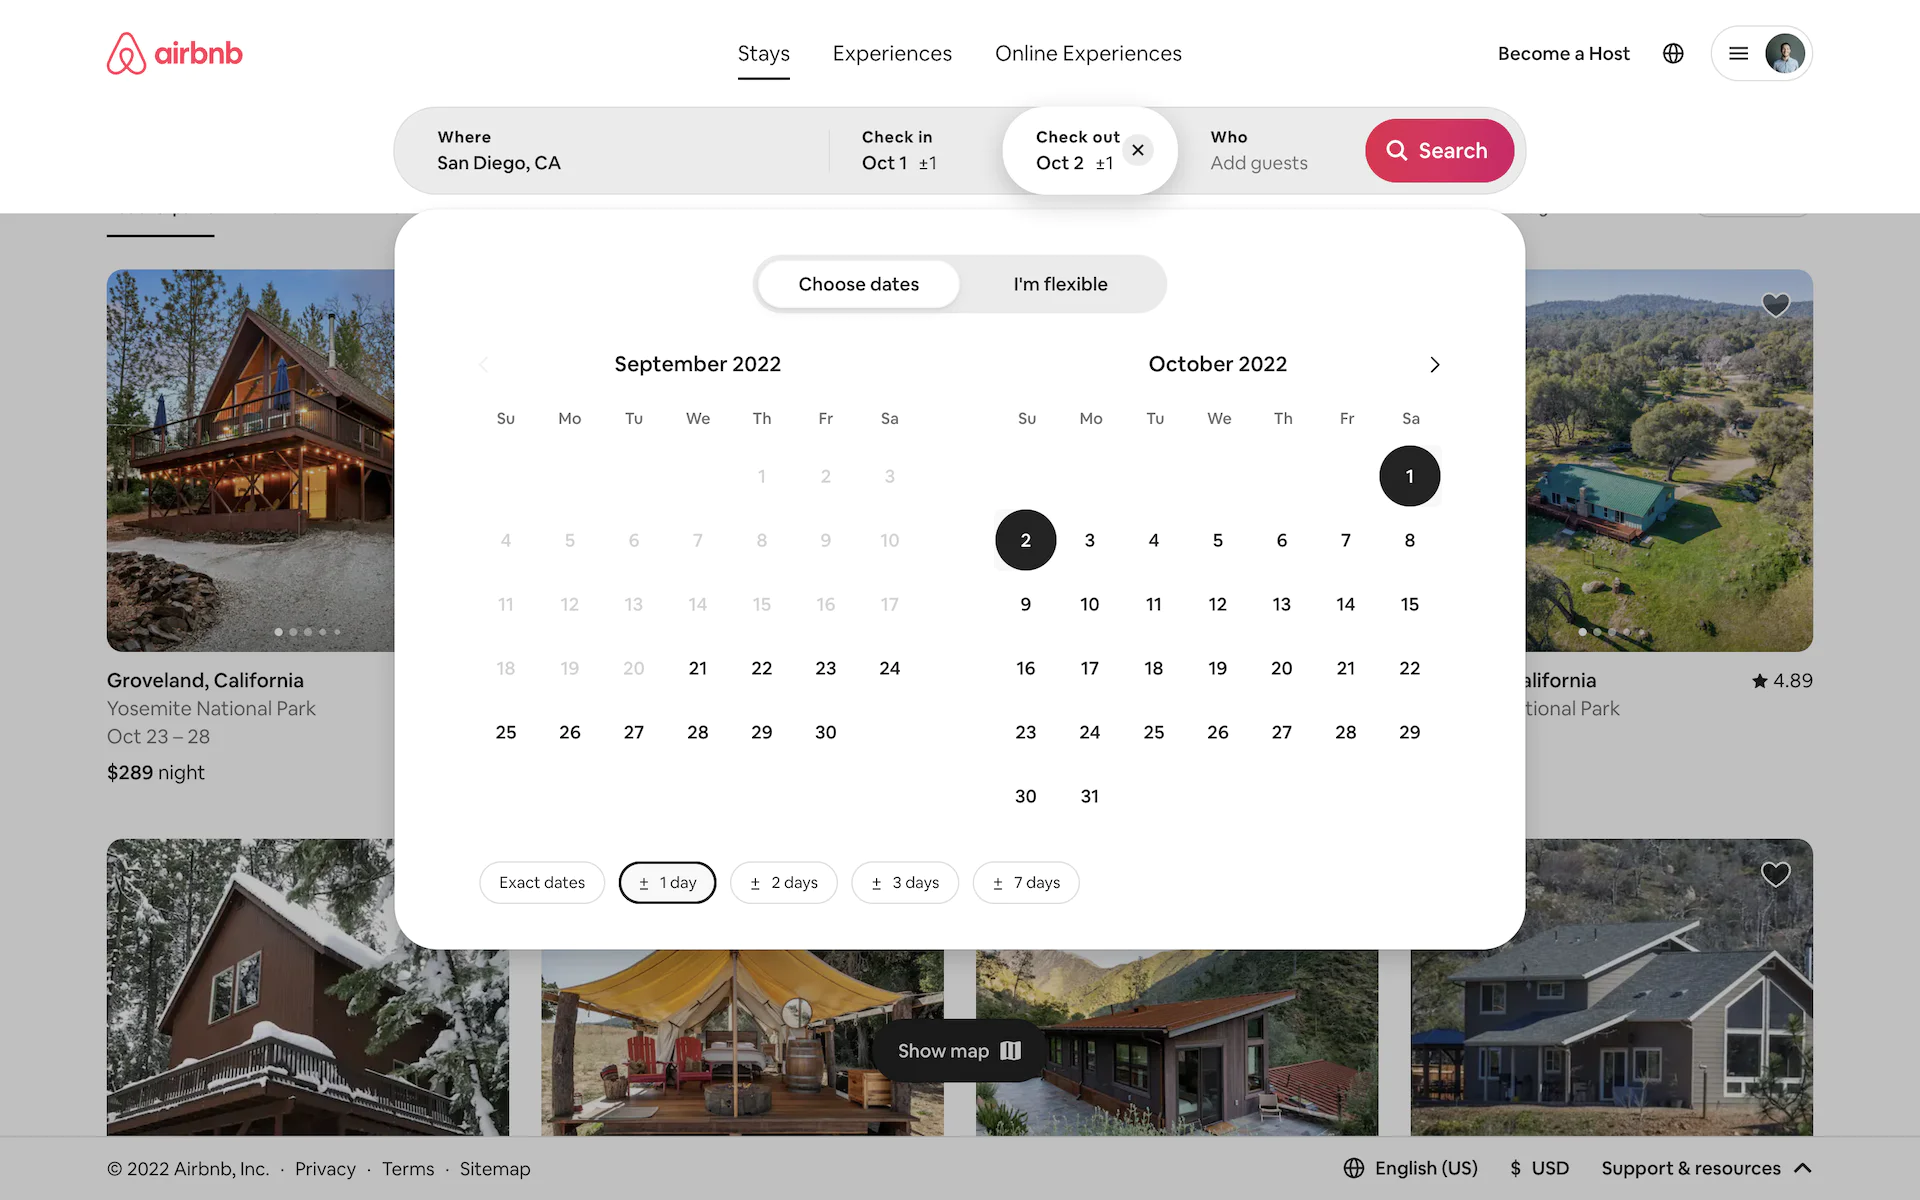 airbnb
Stays Experiences Online Experiences
Become a Host
Where
San Diego, CA
Check in
Oct 1 ±1
Check out
Oct 2 ±1
Who
Add guests
Search
Choose dates
I'm flexible
September 2022
Su Mo Tu We Th Fr Sa
1 2 3
4 5 6 7 8 9 10
11 12 13 14 15 16 17
18 19 20 21 22 23 24
25 26 27 28 29 30
October 2022
Su Mo Tu We Th Fr Sa
1
2 3 4 5 6 7 8
9 10 11 12 13 14 15
16 17 18 19 20 21 22
23 24 25 26 27 28 29
30 31
Exact dates
± 1 day
± 2 days
± 3 days
± 7 days
Groveland, California
Yosemite National Park
Oct 23 – 28
$289 night
alifornia
4.89
tional Park
Show map
© 2022 Airbnb, Inc. · Privacy · Terms · Sitemap
English (US)
$ USD
Support & resources